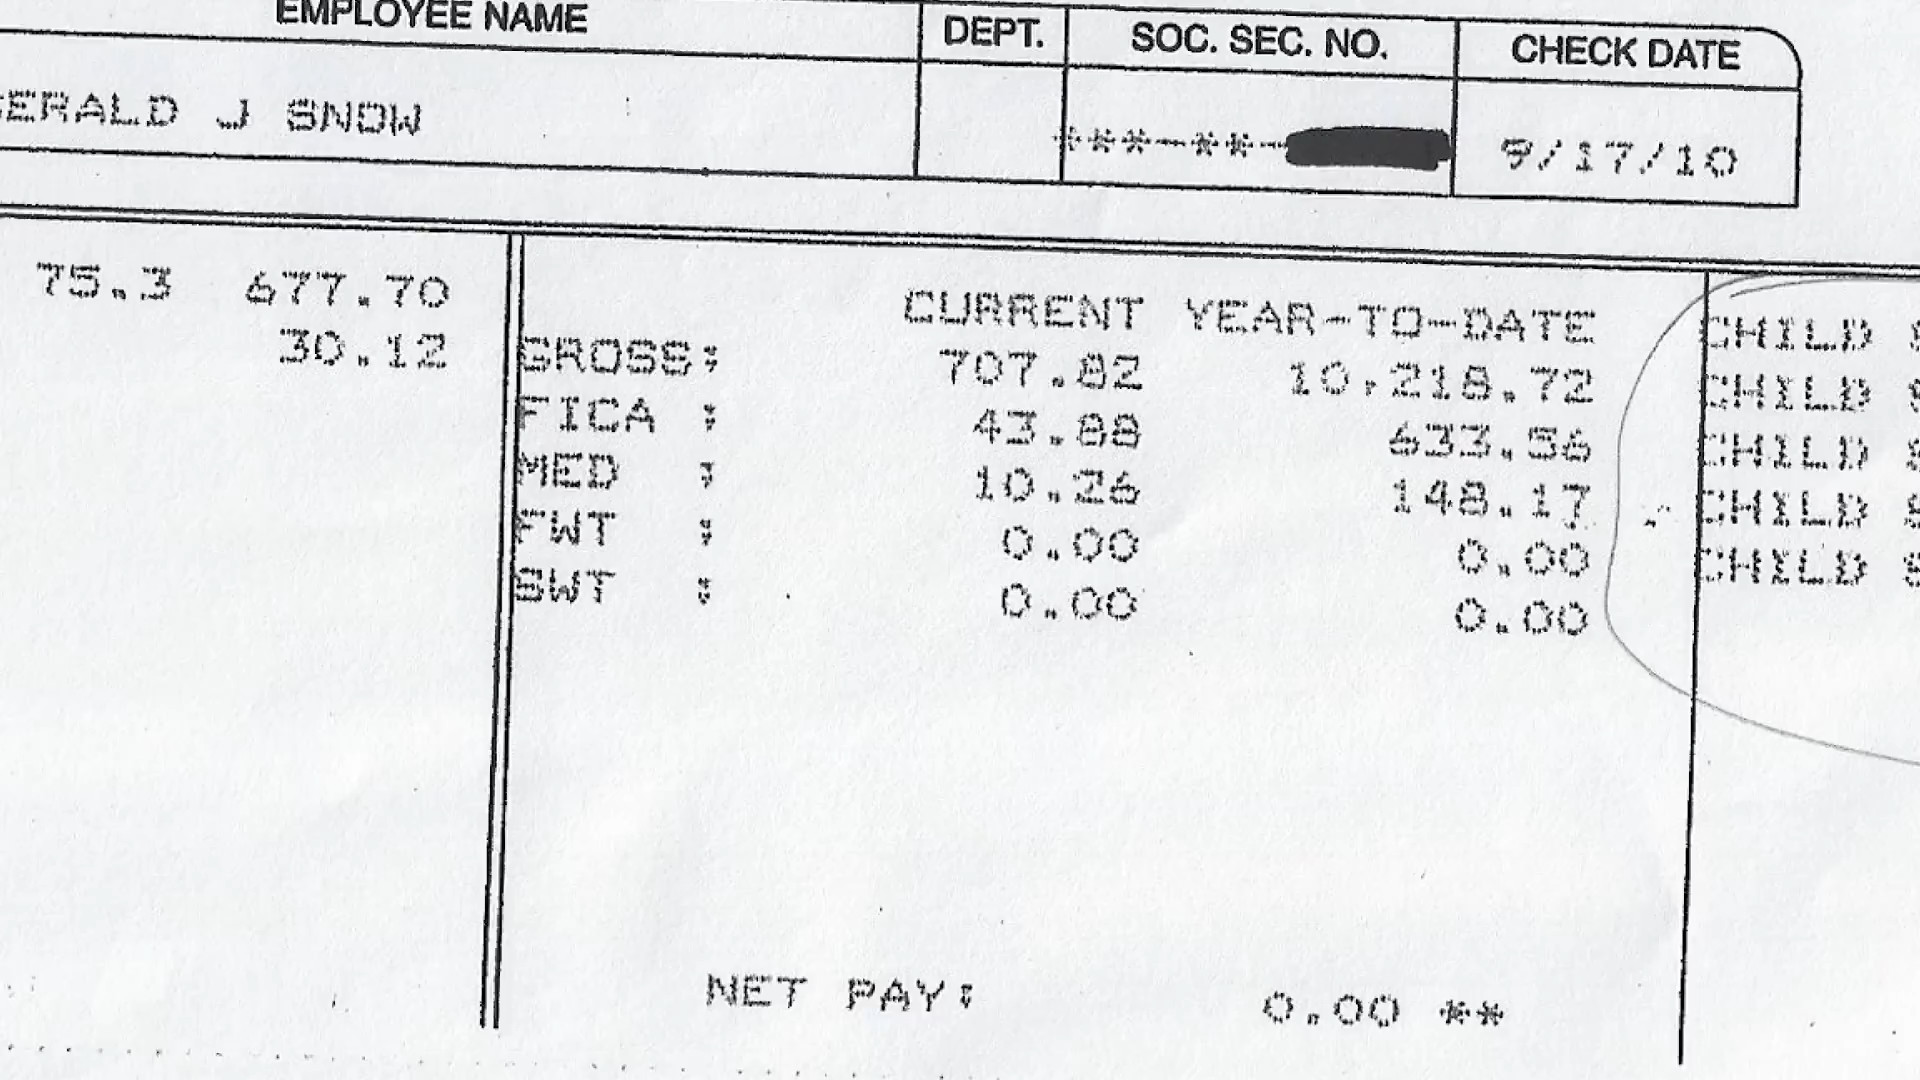 EMPLOYEE NAME DEPT. SOC. SEC. NO. CHECK DATE
ERALD J SNOW ***-**- 9/17/10
75.3 677.70
30.12
CURRENT YEAR-TO-DATE
GROSS: 707.82 10,218.72
FICA : 43.88 633.56
MED : 10.26 148.17
FWT : 0.00 0.00
SWT : 0.00 0.00
CHILD S
CHILD S
CHILD S
CHILD S
CHILD S
NET PAY: 0.00 **